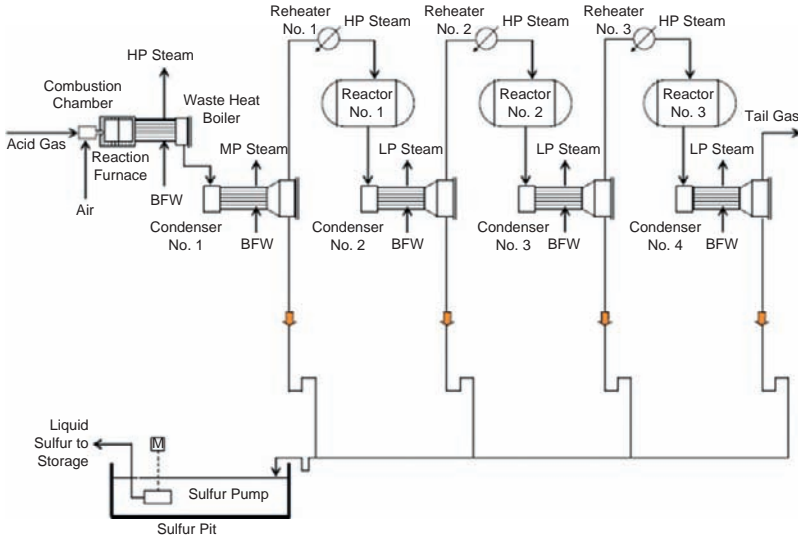 Reheater
No. 1
HP Steam
Reheater
No. 2
HP Steam
Reheater
No. 3
HP Steam
HP Steam
Combustion
Chamber
Waste Heat
Boiler
Reactor
No. 1
Reactor
No. 2
Reactor
No. 3
Tail Gas
Acid Gas
Reaction
Furnace
MP Steam
LP Steam
LP Steam
LP Steam
Air
BFW
Condenser
No. 1
BFW
Condenser
No. 2
BFW
Condenser
No. 3
BFW
Condenser
No. 4
BFW
Liquid
Sulfur to
Storage
M
Sulfur Pump
Sulfur Pit